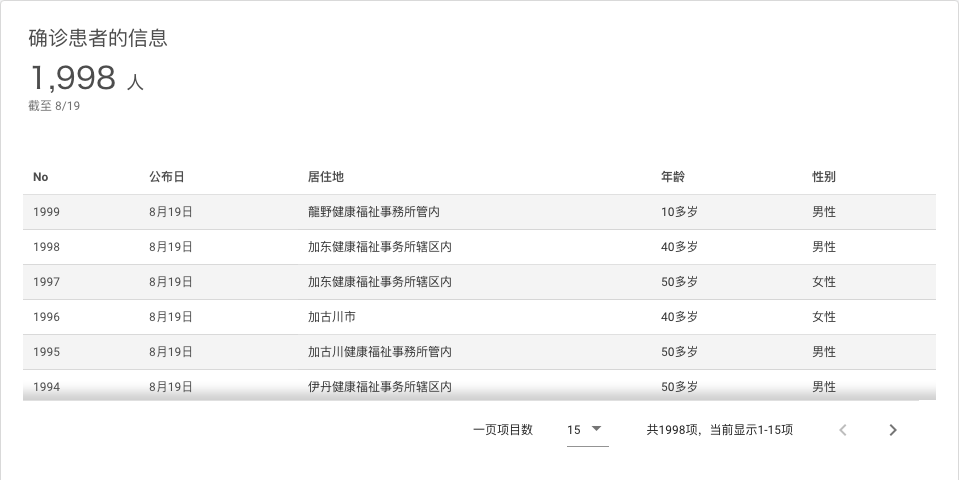 确诊患者的信息
1,998 人
截至 8/19
No 公布日 居住地 年龄 性别
1999 8月19日 龍野健康福祉事務所管内 10多岁 男性
1998 8月19日 加东健康福祉事务所辖区内 40多岁 男性
1997 8月19日 加东健康福祉事务所辖区内 50多岁 女性
1996 8月19日 加古川市 40多岁 女性
1995 8月19日 加古川健康福祉事務所管内 50多岁 男性
1994 8月19日 伊丹健康福祉事务所辖区内 50多岁 男性
一页项目数 15 共1998项，当前显示1-15项